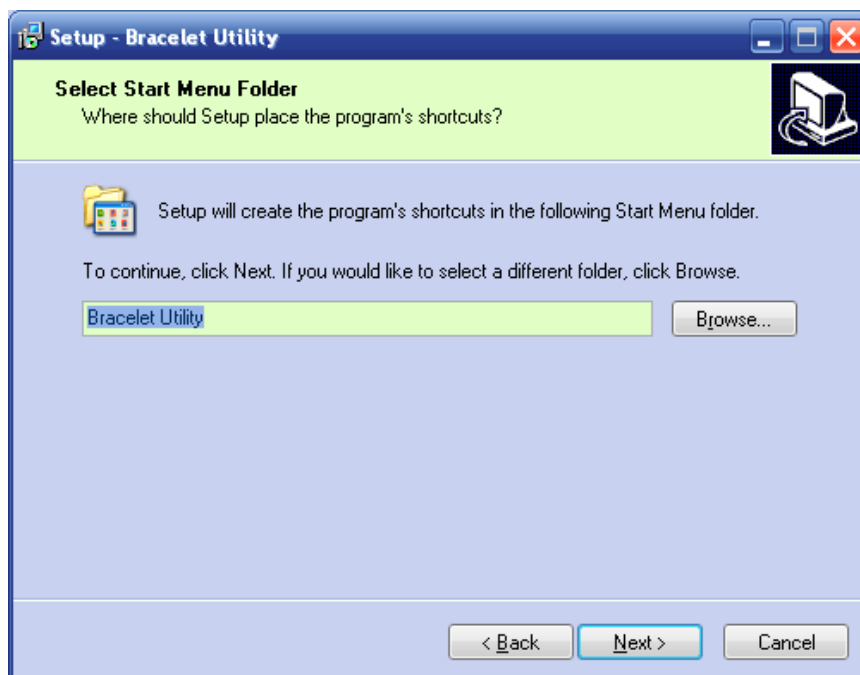 Setup - Bracelet Utility
Select Start Menu Folder
Where should Setup place the program's shortcuts?
Setup will create the program's shortcuts in the following Start Menu folder.
To continue, click Next. If you would like to select a different folder, click Browse.
Bracelet Utility
Browse...
< Back
Next >
Cancel